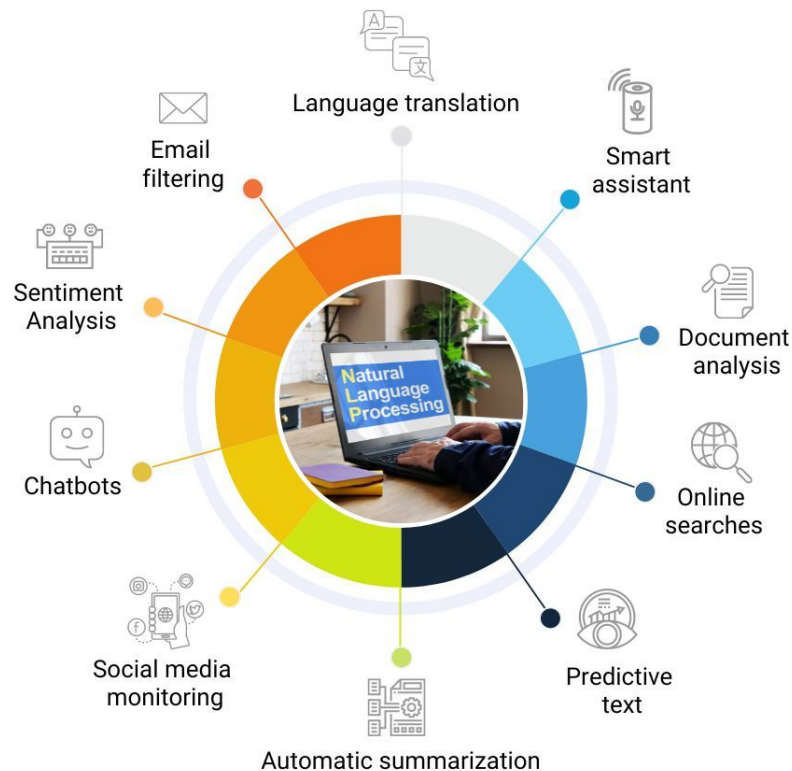 Language translation
Smart
assistant
Document
analysis
Online
searches
Predictive
text
Automatic summarization
Social media
monitoring
Chatbots
Sentiment
Analysis
Email
filtering
Natural
Language
Processing
A
文